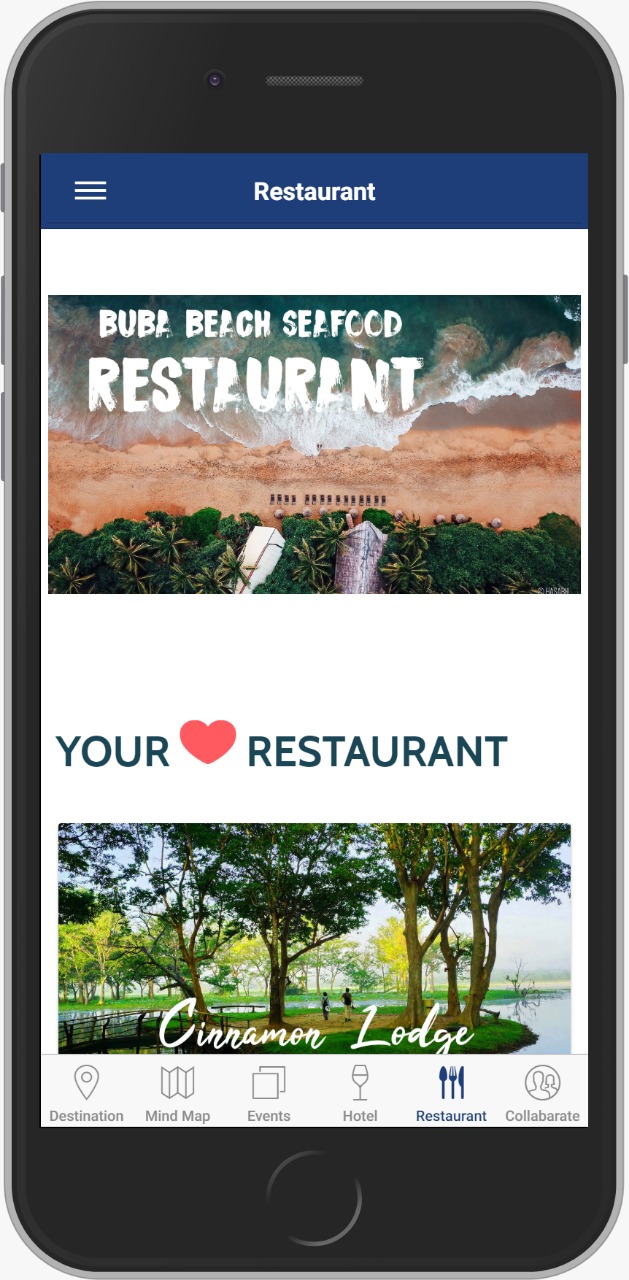 Restaurant
BUBA BEACH SEAFOOD
RESTAURANT
YOUR RESTAURANT
Cinnamon Lodge
Destination
Mind Map
Events
Hotel
Restaurant
Collabarate